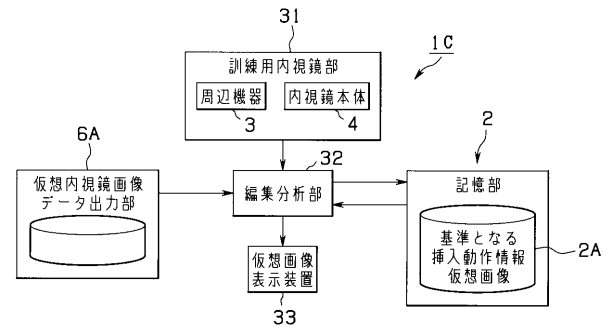 31
1C
訓練用内視鏡部
周辺機器
内視鏡本体
3
4
6A
仮想内視鏡画像
データ出力部
32
編集分析部
2
記憶部
基準となる
挿入動作情報
仮想画像
2A
仮想画像
表示装置
33